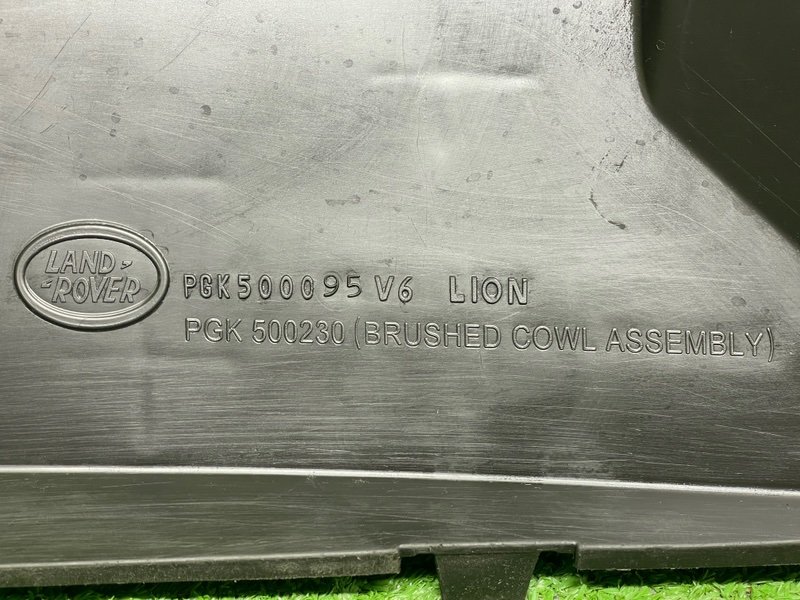 LAND-
-ROVER
PGK500095 V6 LION
PGK 500230 (BRUSHED COWL ASSEMBLY)